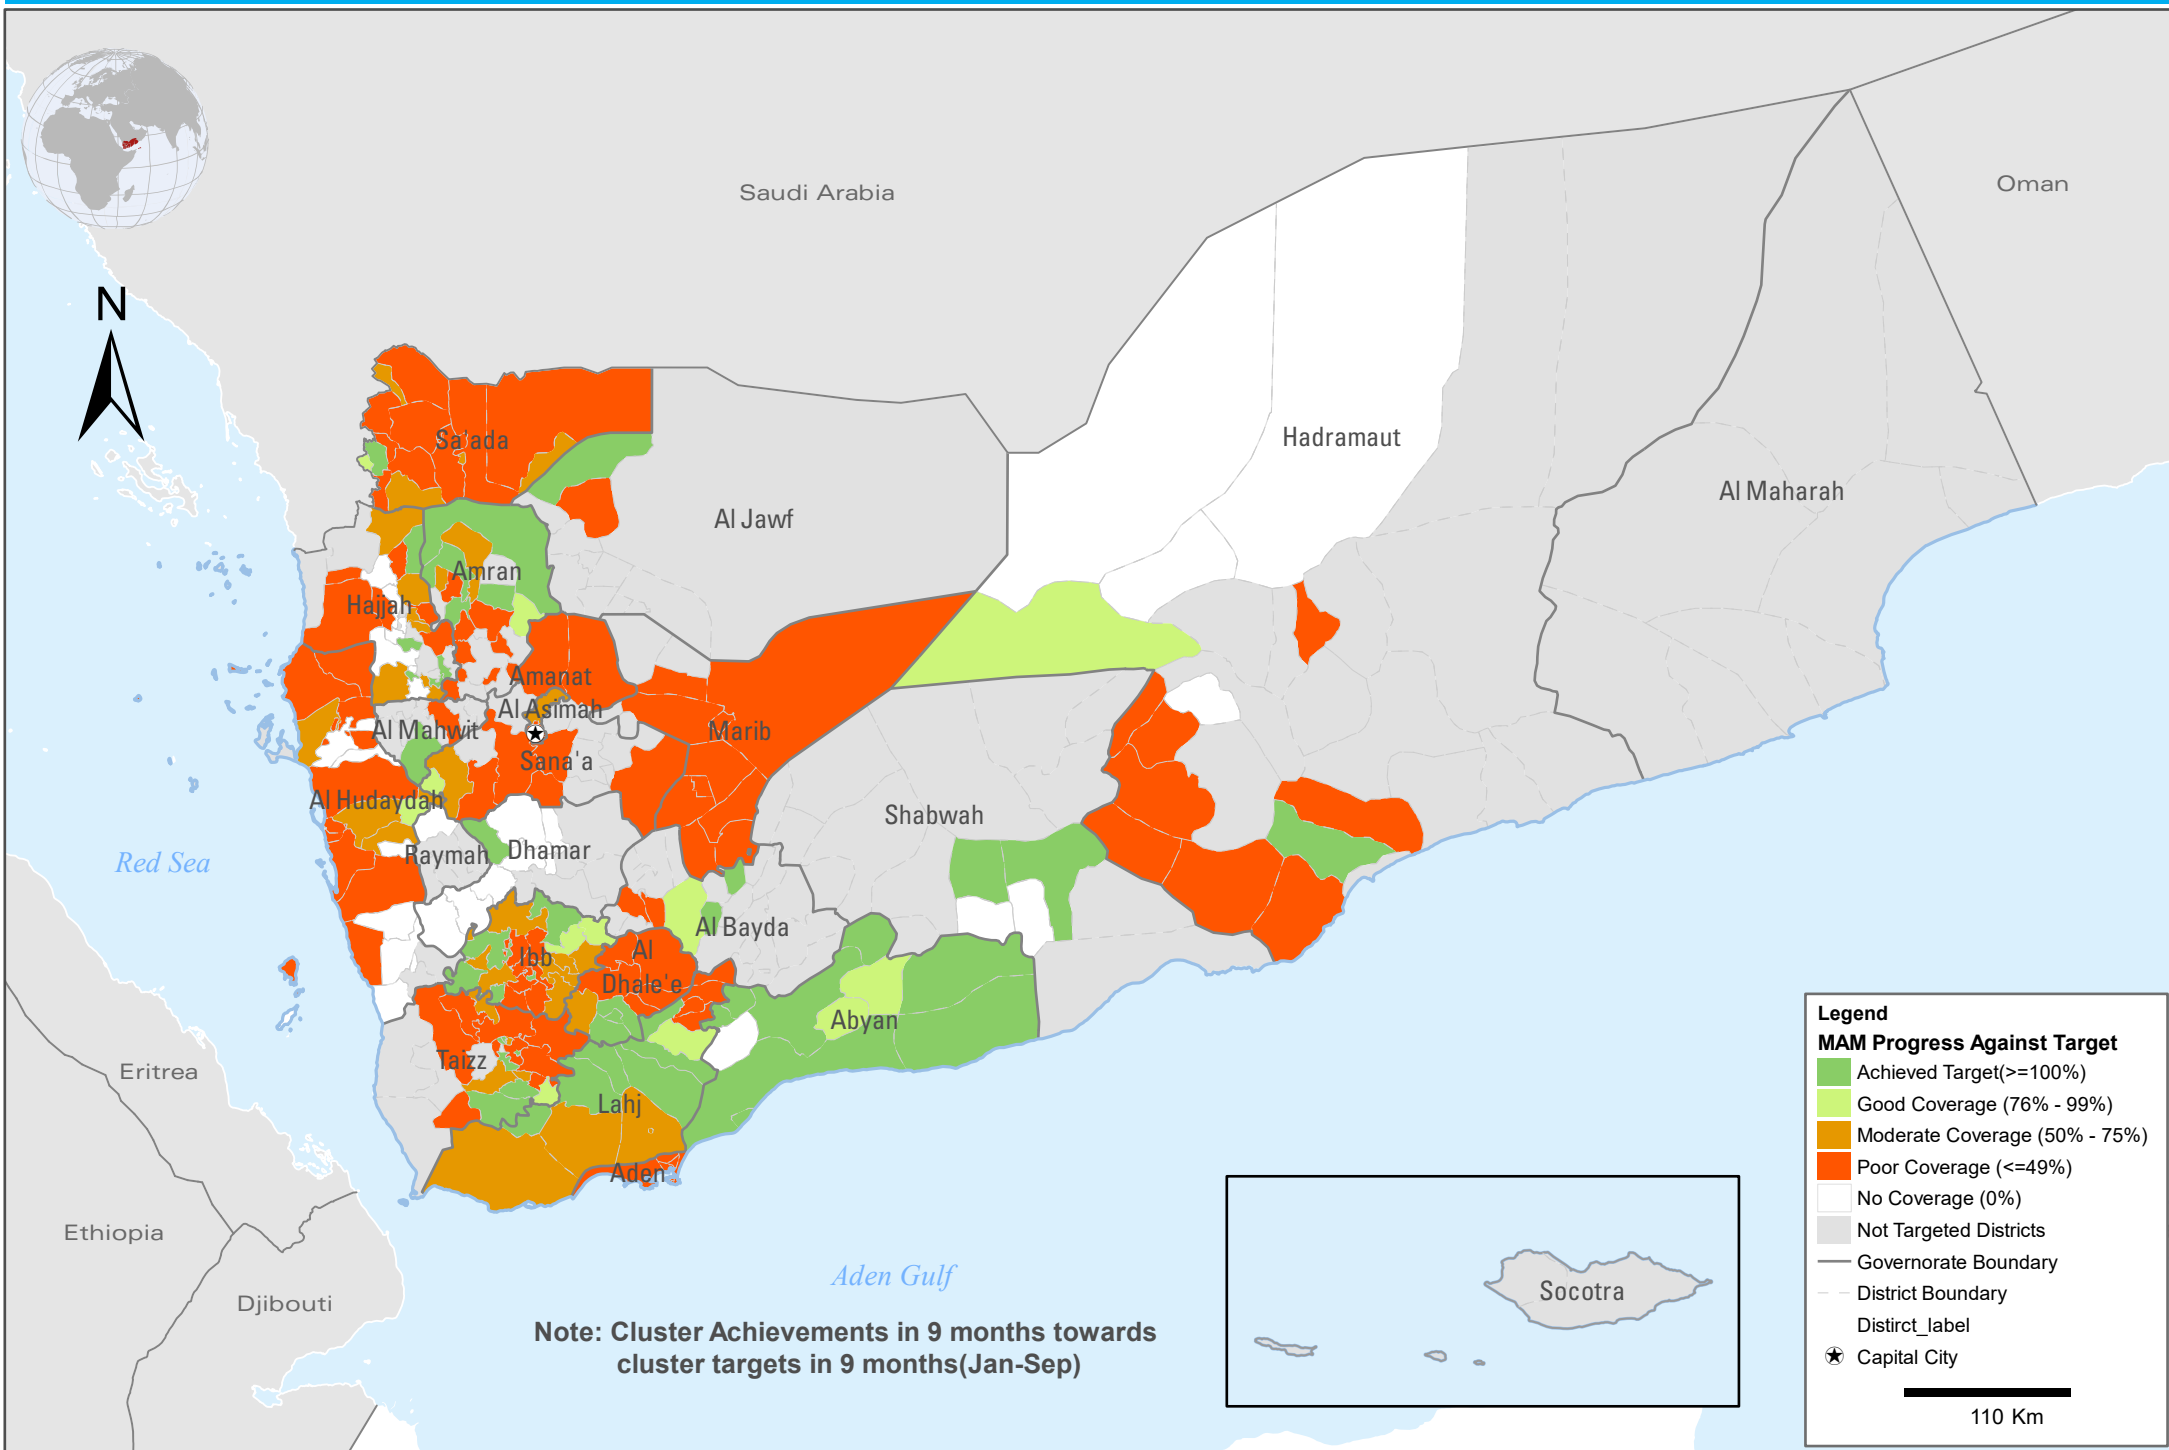 Saudi Arabia
Oman
N
Hadramaut
Sa'ada
Al Maharah
Al Jawf
Amran
Hajjah
Amanat
Al Asimah
Al Mahwit
Marib
Sana'a
Al Hudaydah
Shabwah
Raymah
Dhamar
Red Sea
Al Bayda
Ibb
Al
Dhale'e
Abyan
Taizz
Eritrea
Lahj
Aden
Ethiopia
Djibouti
Aden Gulf
Socotra
Note: Cluster Achievements in 9 months towards
cluster targets in 9 months(Jan-Sep)
Legend
MAM Progress Against Target
Achieved Target(>=100%)
Good Coverage (76% - 99%)
Moderate Coverage (50% - 75%)
Poor Coverage (<=49%)
No Coverage (0%)
Not Targeted Districts
Governorate Boundary
District Boundary
Distirct_label
Capital City
110 Km